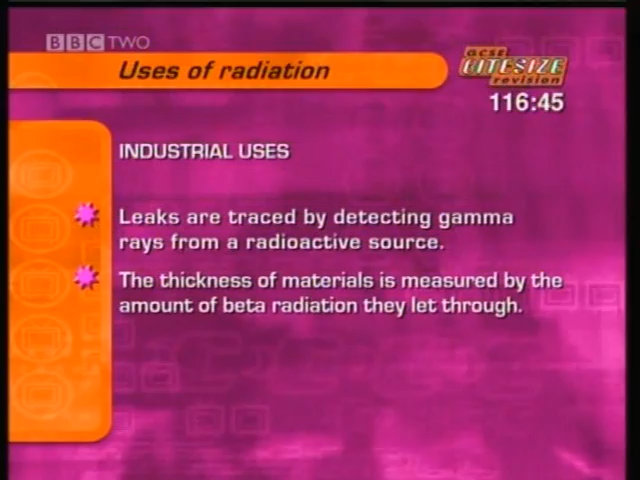 BBC TWO
Uses of radiation
GCSE
BITESIZE
revision
116:45
INDUSTRIAL USES
Leaks are traced by detecting gamma
rays from a radioactive source.
The thickness of materials is measured by the
amount of beta radiation they let through.